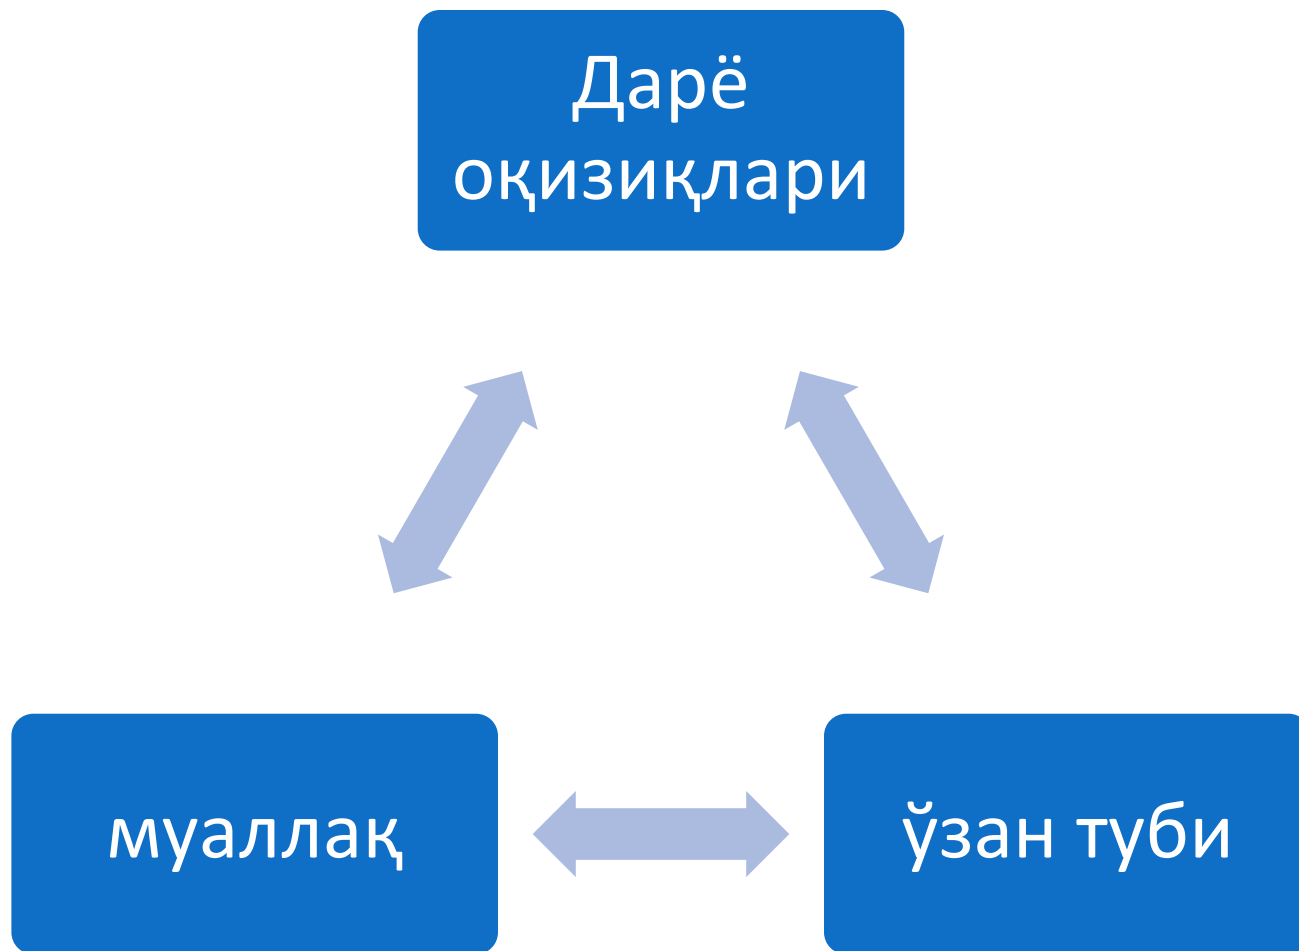 Дарё
оқизиқлари
муаллақ
ўзан туби